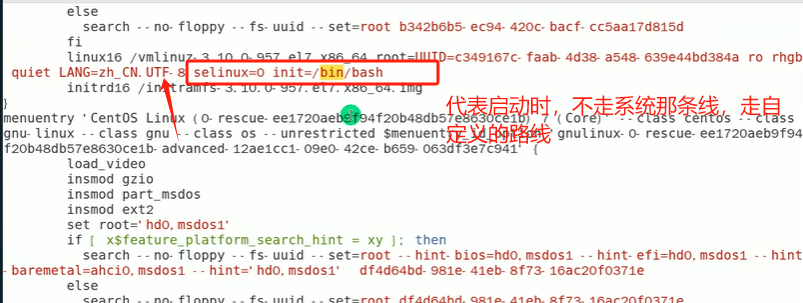 else
search --no-floppy --fs-uuid --set=root b342b6b5-ec94-420c-bacf-cc5aa17d815d
fi
linux16 /vmlinuz-3.10.0-957.el7.x86_64 root=UUID=c349167c-faab-4d38-a548-639e44bd384a ro rhgb
quiet LANG=zh_CN.UTF-8 selinux=0 init=/bin/bash
initrd16 /initramfs-3.10.0-957.el7.x86_64.img
}
代表启动时，不走系统那条线，走自
定义的路线
menuentry 'CentOS Linux (0-rescue-ee1720aeb9f94f20b48db57e8630ce1b) 7 (Core)' --class centos --class
gnu-linux --class gnu --class os --unrestricted $menuentry_id_option 'gnulinux-0-rescue-ee1720aeb9f94
f20b48db57e8630ce1b-advanced-12ae1cc1-09e0-42ce-b659-063df3e7c941' {
load_video
insmod gzio
insmod part_msdos
insmod ext2
set root='hd0,msdos1'
if [ x$feature_platform_search_hint = xy ]; then
search --no-floppy --fs-uuid --set=root --hint-bios=hd0,msdos1 --hint-efi=hd0,msdos1 --hint
-baremetal=ahci0,msdos1 --hint='hd0,msdos1' df4d64bd-981e-41eb-8f73-16ac20f0371e
else
search --no-floppy --fs-uuid --set=root df4d64bd-981e-41eb-8f73-16ac20f0371e